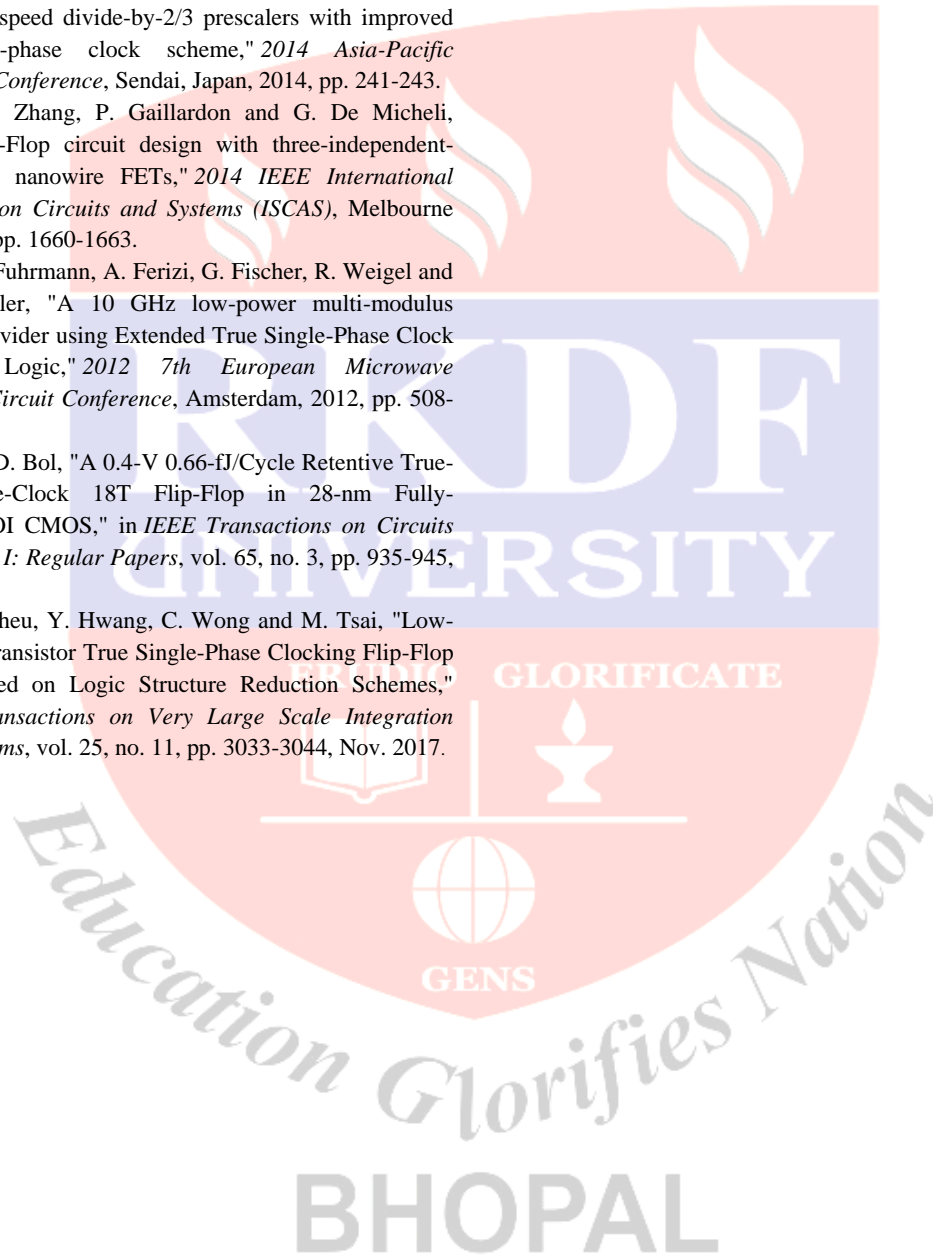 speed divide-by-2/3 prescalers with improved
-phase clock scheme," 2014 Asia-Pacific
Conference, Sendai, Japan, 2014, pp. 241-243.
Zhang, P. Gaillardon and G. De Micheli,
-Flop circuit design with three-independent-
nanowire FETs," 2014 IEEE International
on Circuits and Systems (ISCAS), Melbourne
pp. 1660-1663.
Fuhrmann, A. Ferizi, G. Fischer, R. Weigel and
ler, "A 10 GHz low-power multi-modulus
vider using Extended True Single-Phase Clock
Logic," 2012 7th European Microwave
Circuit Conference, Amsterdam, 2012, pp. 508-
D. Bol, "A 0.4-V 0.66-fJ/Cycle Retentive True-
e-Clock 18T Flip-Flop in 28-nm Fully-
OI CMOS," in IEEE Transactions on Circuits
I: Regular Papers, vol. 65, no. 3, pp. 935-945,
heu, Y. Hwang, C. Wong and M. Tsai, "Low-
ransistor True Single-Phase Clocking Flip-Flop
ed on Logic Structure Reduction Schemes,"
ansactions on Very Large Scale Integration
ms, vol. 25, no. 11, pp. 3033-3044, Nov. 2017.
RKDF
UNIVERSITY
ERUDIO GLORIFICATE
GENS
Education Glorifies Nation
BHOPAL